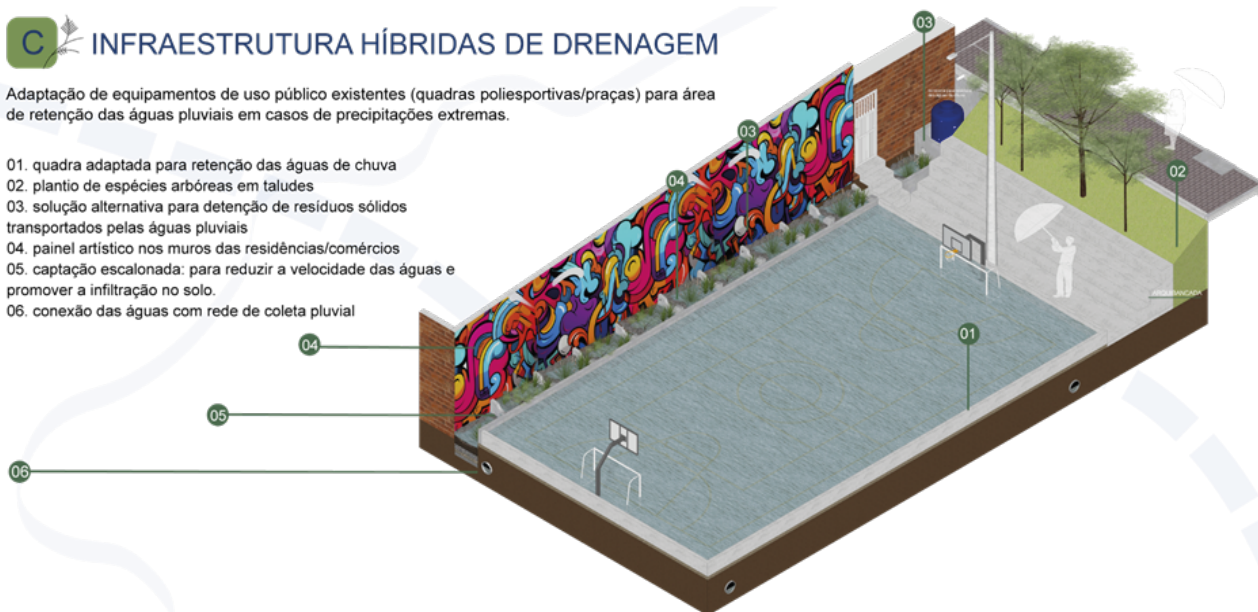 C INFRAESTRUTURA HÍBRIDAS DE DRENAGEM
Adaptação de equipamentos de uso público existentes (quadras poliesportivas/praças) para área
de retenção das águas pluviais em casos de precipitações extremas.
01. quadra adaptada para retenção das águas de chuva
02. plantio de espécies arbóreas em taludes
03. solução alternativa para detenção de resíduos sólidos
transportados pelas águas pluviais
04. painel artístico nos muros das residências/comércios
05. captação escalonada: para reduzir a velocidade das águas e
promover a infiltração no solo.
06. conexão das águas com rede de coleta pluvial
03
03
04
02
ARQUIBANCADA
01
04
05
06